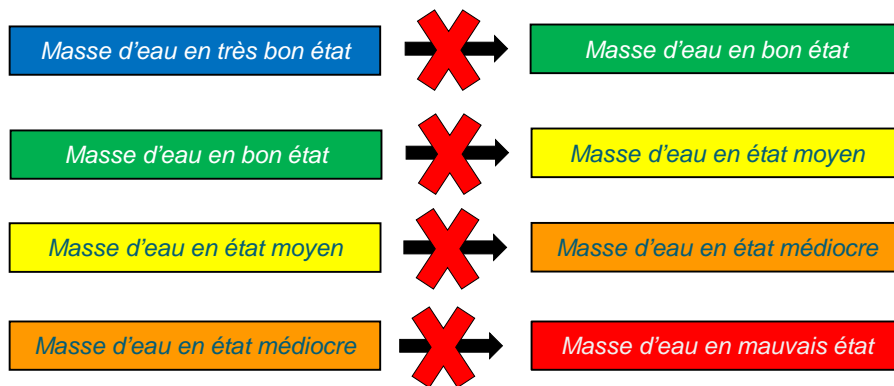 Masse d’eau en très bon état
Masse d’eau en bon état
Masse d’eau en bon état
Masse d’eau en état moyen
Masse d’eau en état moyen
Masse d’eau en état médiocre
Masse d’eau en état médiocre
Masse d’eau en mauvais état